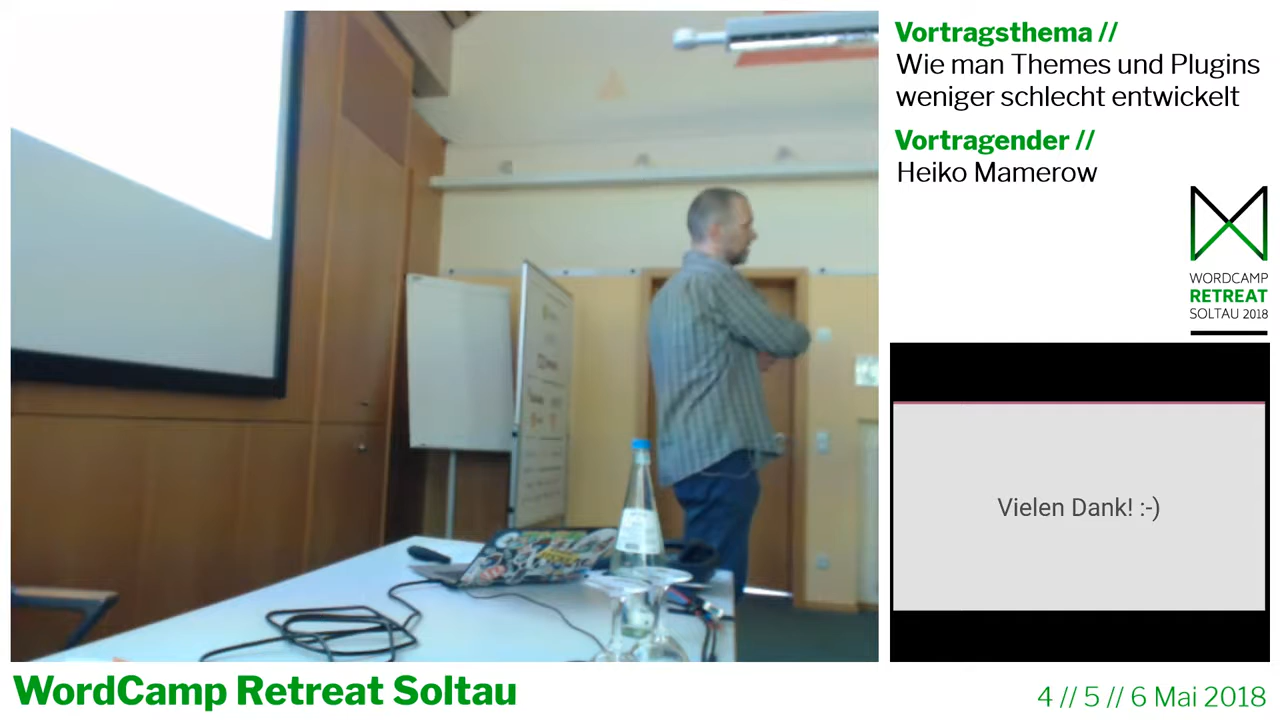 Vortragsthema //
Wie man Themes und Plugins
weniger schlecht entwickelt
Vortragender //
Heiko Mamerow
WORDCAMP
RETREAT
SOLTAU 2018
Vielen Dank! :-)
WordCamp Retreat Soltau
4 // 5 // 6 Mai 2018